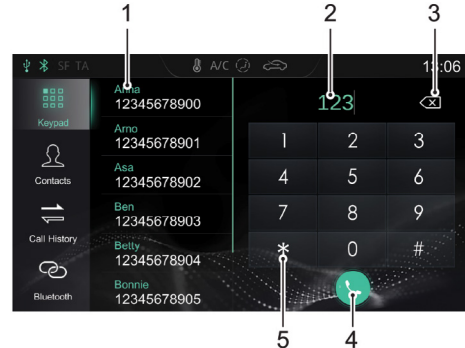 1 2 3
SF TA A/C 13:06
Keypad
Contacts
Call History
Bluetooth
Anna
12345678900
Arno
12345678901
Asa
12345678902
Ben
12345678903
Betty
12345678904
Bonnie
12345678905
123
1 2 3
4 5 6
7 8 9
* 0 #
5 4